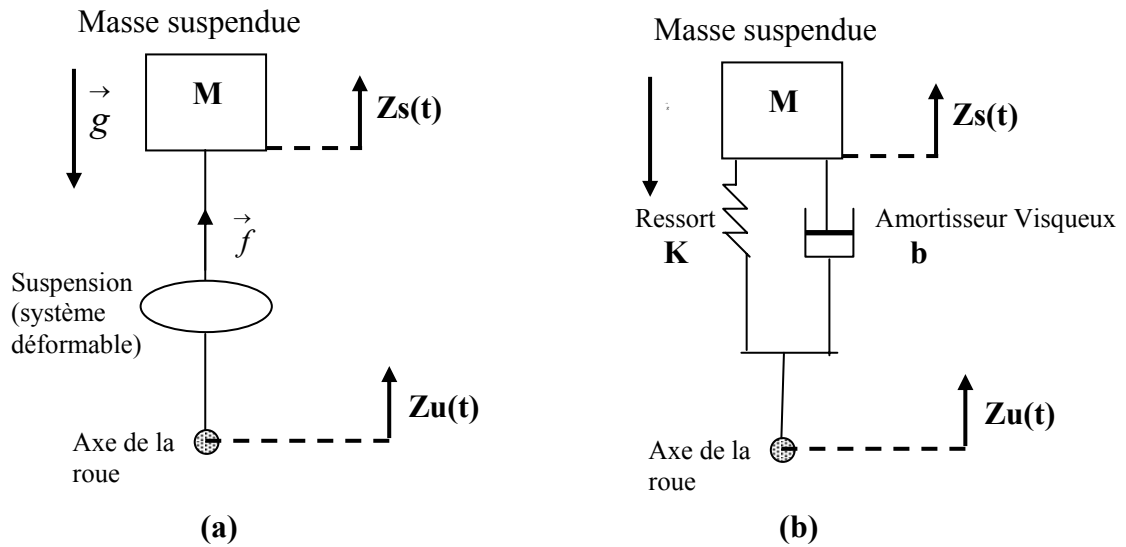 Masse suspendue
M
g
Zs(t)
f
Suspension
(système
déformable)
Zu(t)
Axe de la
roue
(a)
Masse suspendue
M
Zs(t)
Ressort
K
Amortisseur Visqueux
b
Zu(t)
Axe de la
roue
(b)